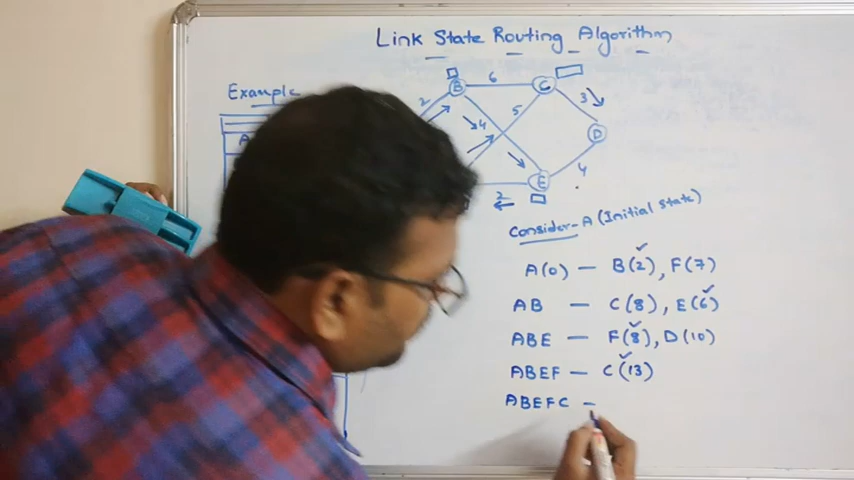 Link State Routing Algorithm
Example
A
B
6
C
2
4
5
3
D
4
E
2
Consider-A (Initial state)
A(0) — B(2), F(7)
AB — C(8), E(6)
ABE — F(8), D(10)
ABEF — C(13)
ABEFC —